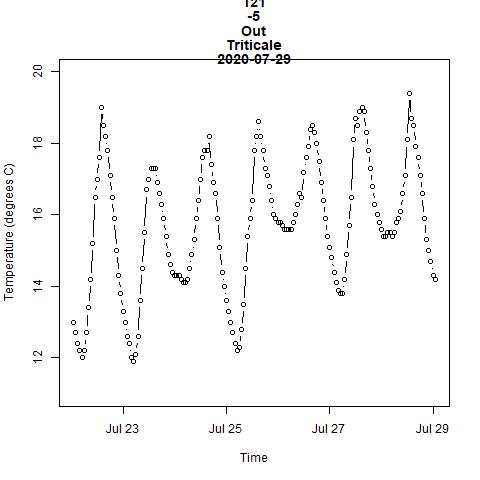 121
-5
Out
Triticale
2020-07-29
Temperature (degrees C)
20
18
16
14
12
Jul 23
Jul 25
Jul 27
Jul 29
Time